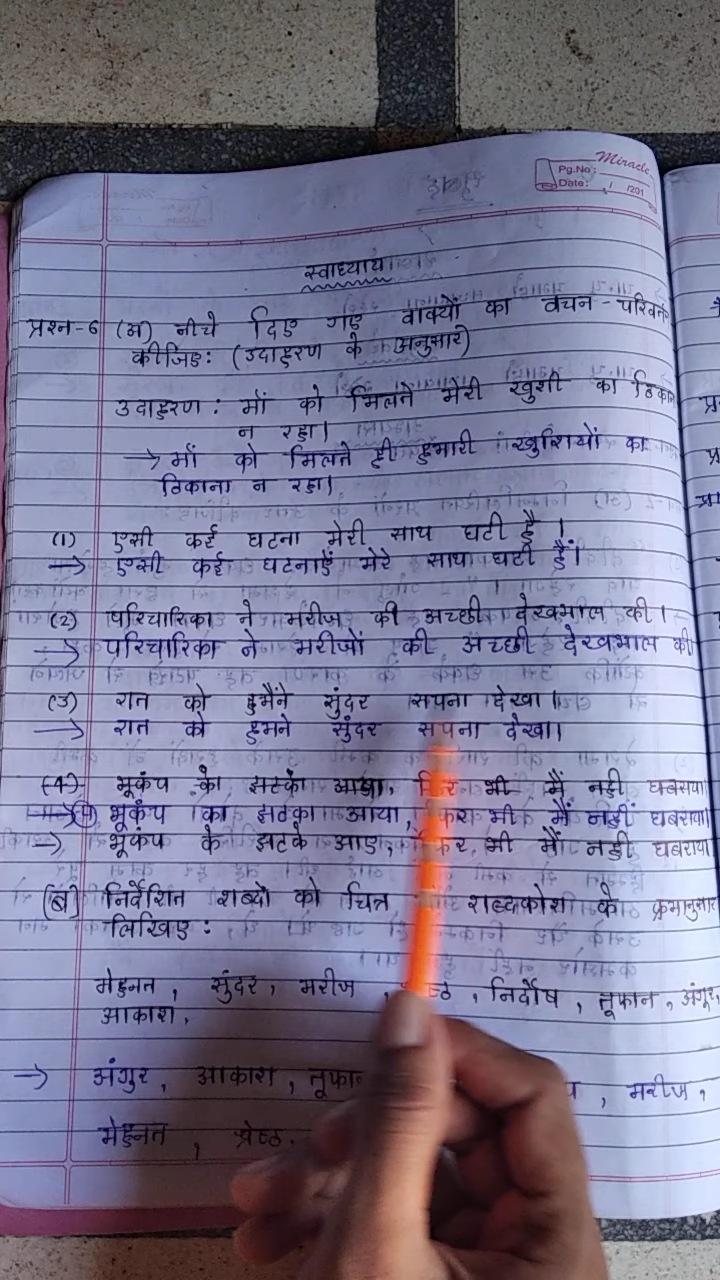 Miracle
Pg.No:
Date: / /201
स्वाध्याय
प्रश्न-6 (अ) नीचे दिए गए वाक्यों का वचन-परिवर्तन
कीजिए: (उदाहरण के अनुसार)
उदाहरण : माँ को मिलते मेरी खुशी का
न रहा।
→ माँ को मिलते ही हमारी खुशियों का
ठिकाना न रहा।
(1) एसी कई घटना मेरी साथ घटी है।
→ एसी कई घटनाएँ मेरे साथ घटी हैं।
(2) परिचारिका ने मरीज की अच्छी देखभाल की।
→ परिचारिका ने मरीजों की अच्छी देखभाल की
(3) रात को सुंदर सपना देखा।
→ रात को हमने सुंदर सपना देखा।
(4) भूकंप का झटका भी मैं नही घबराया
भूकंप का झटका आया, भी मैं नहीं घबराया
→ भूकंप के झटके आए, भी मैं नही घबराया
(ब) निर्देशित शब्दो को शब्दकोश के क्रमानुसार
लिखिए :
मेहनत, सुंदर, मरीज, निर्दोष, तूफान, अंगूर,
आकाश,
→ अंगुर, आकाश, मरीज,
मेहनत, श्रेष्ठ.